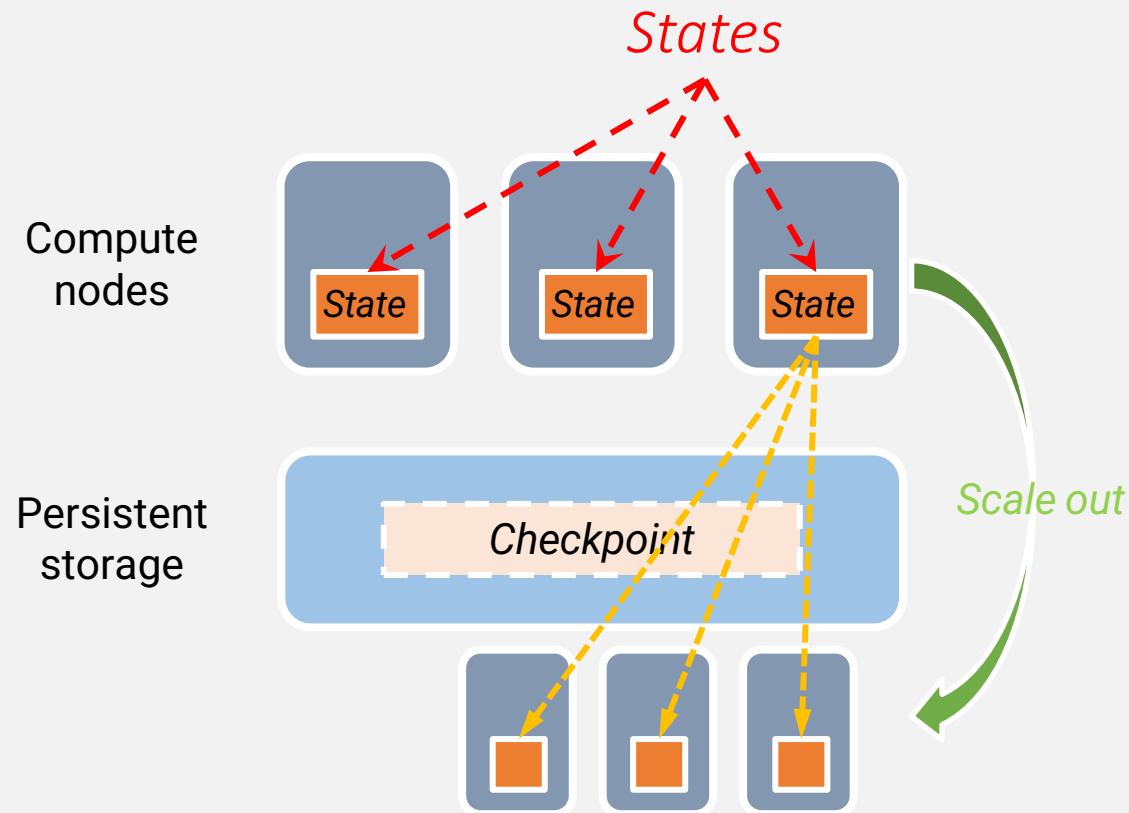 States
Compute
nodes
State
State
State
Persistent
storage
Checkpoint
Scale out